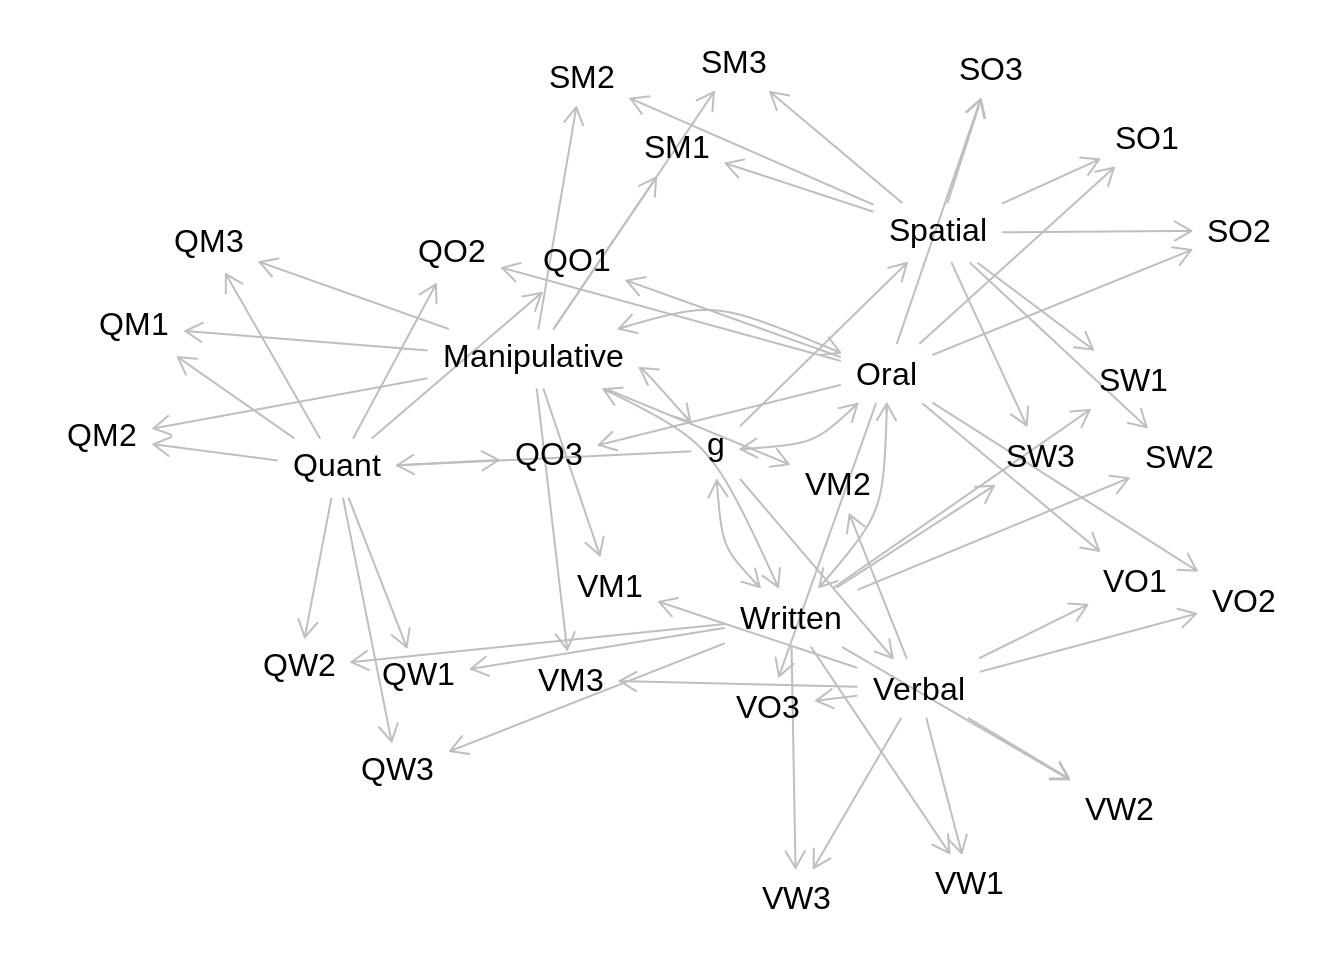 SM3
SO3
SM2
SO1
SM1
Spatial
SO2
QM3
QO2
QO1
QM1
Manipulative
Oral
SW1
QM2
g
QO3
SW3
SW2
Quant
VM2
VO1
VM1
VO2
Written
QW2
QW1
VM3
Verbal
VO3
QW3
VW2
VW1
VW3